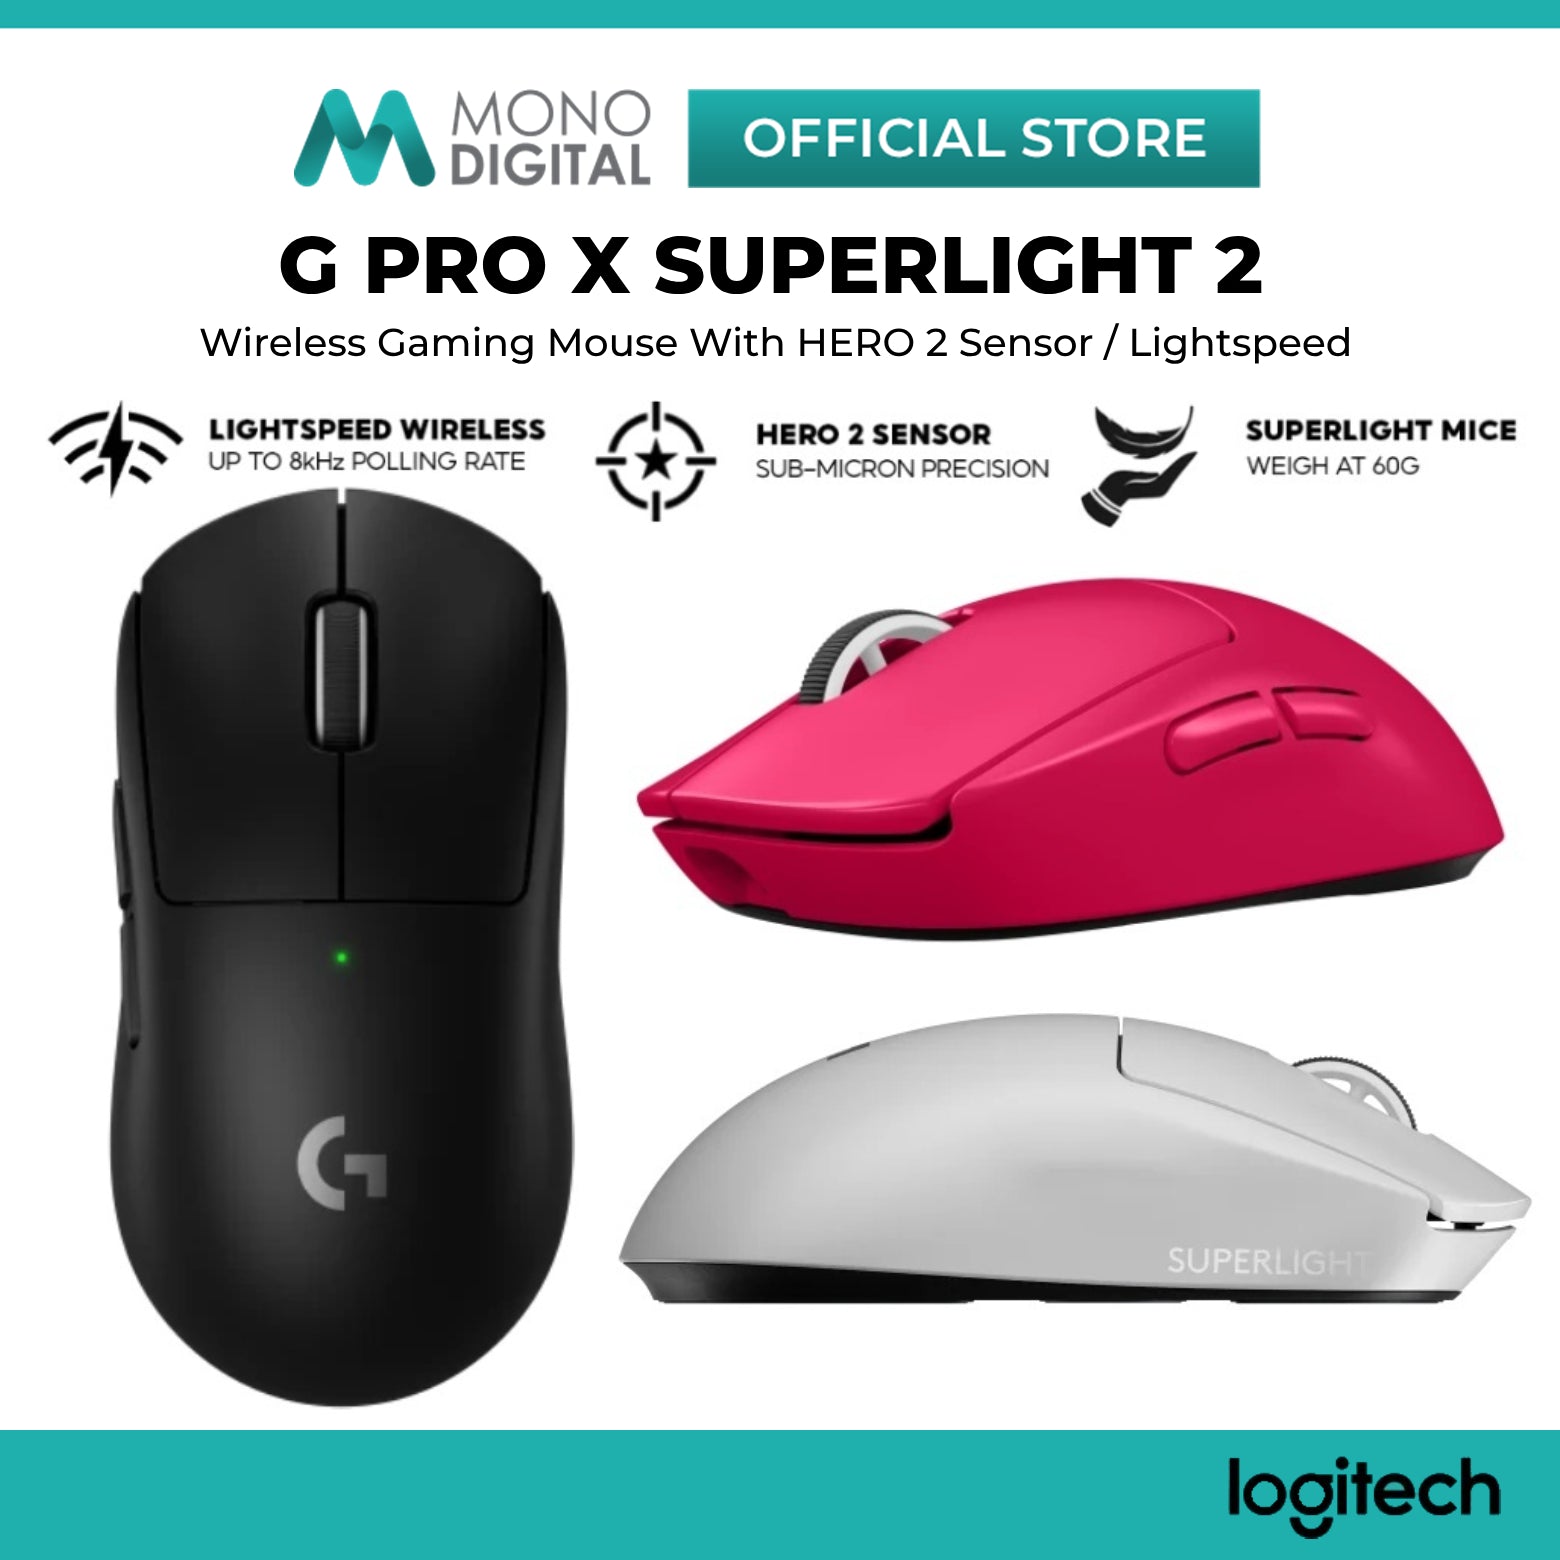 MONO
DIGITAL
OFFICIAL STORE
G PRO X SUPERLIGHT 2
Wireless Gaming Mouse With HERO 2 Sensor / Lightspeed
LIGHTSPEED WIRELESS
UP TO 8kHz POLLING RATE
HERO 2 SENSOR
SUB-MICRON PRECISION
SUPERLIGHT MICE
WEIGH AT 60G
G
SUPERLIGHT
logitech